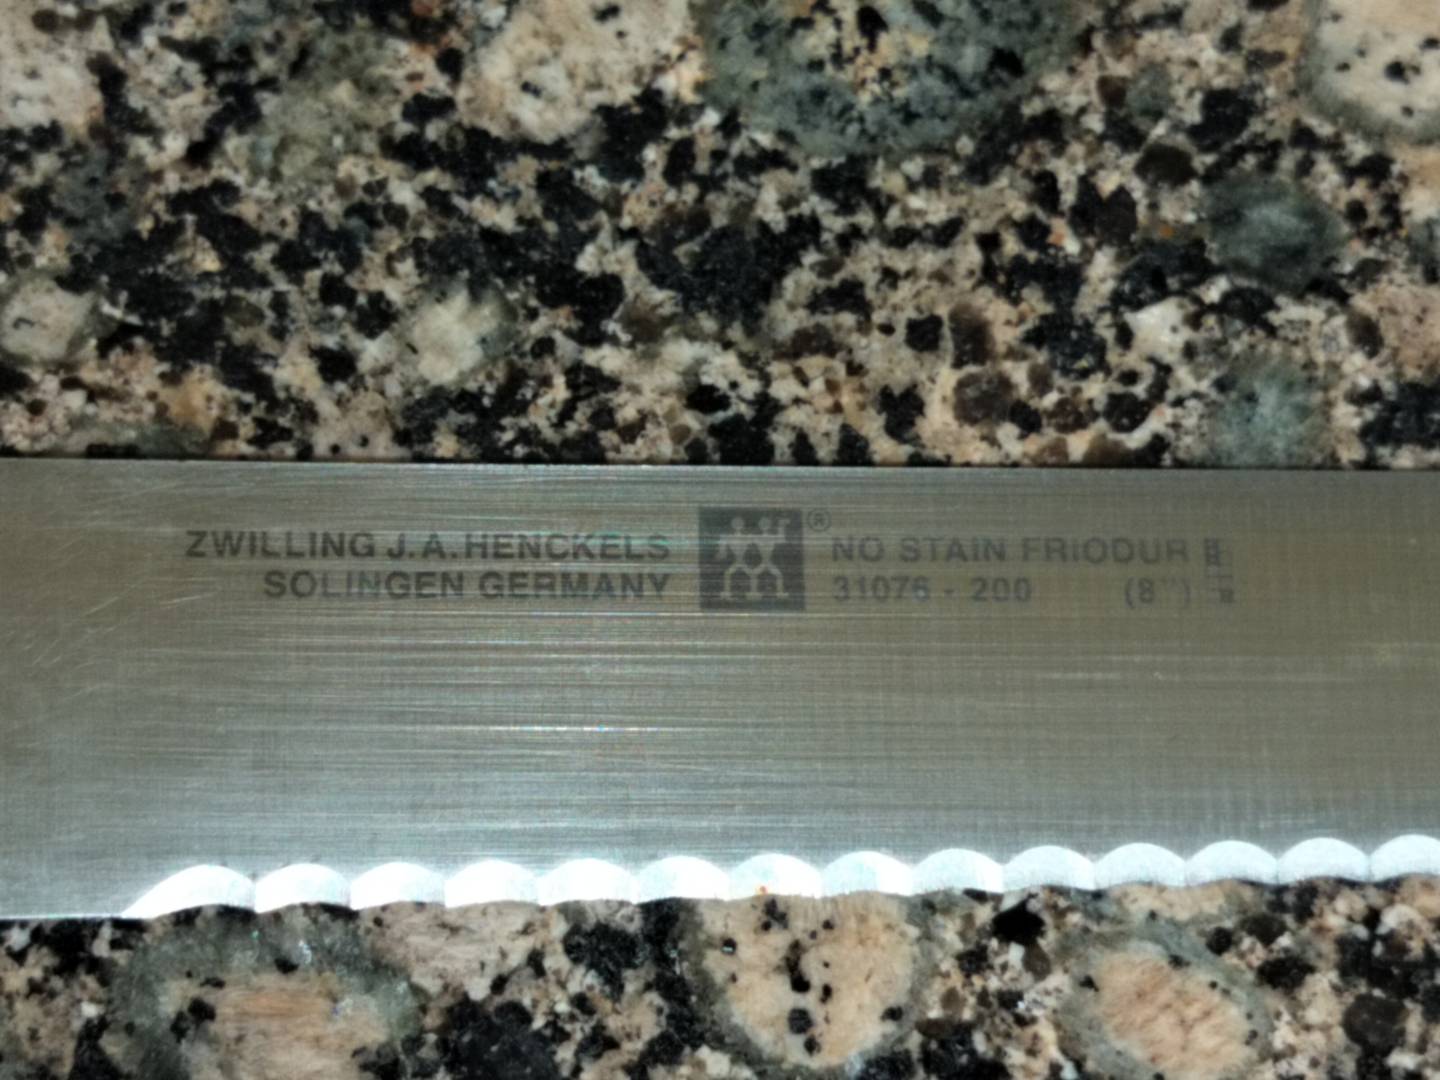 ZWILLING J.A. HENCKELS
SOLINGEN GERMANY
®
NO STAIN FRIODUR
31076 - 200 (8")